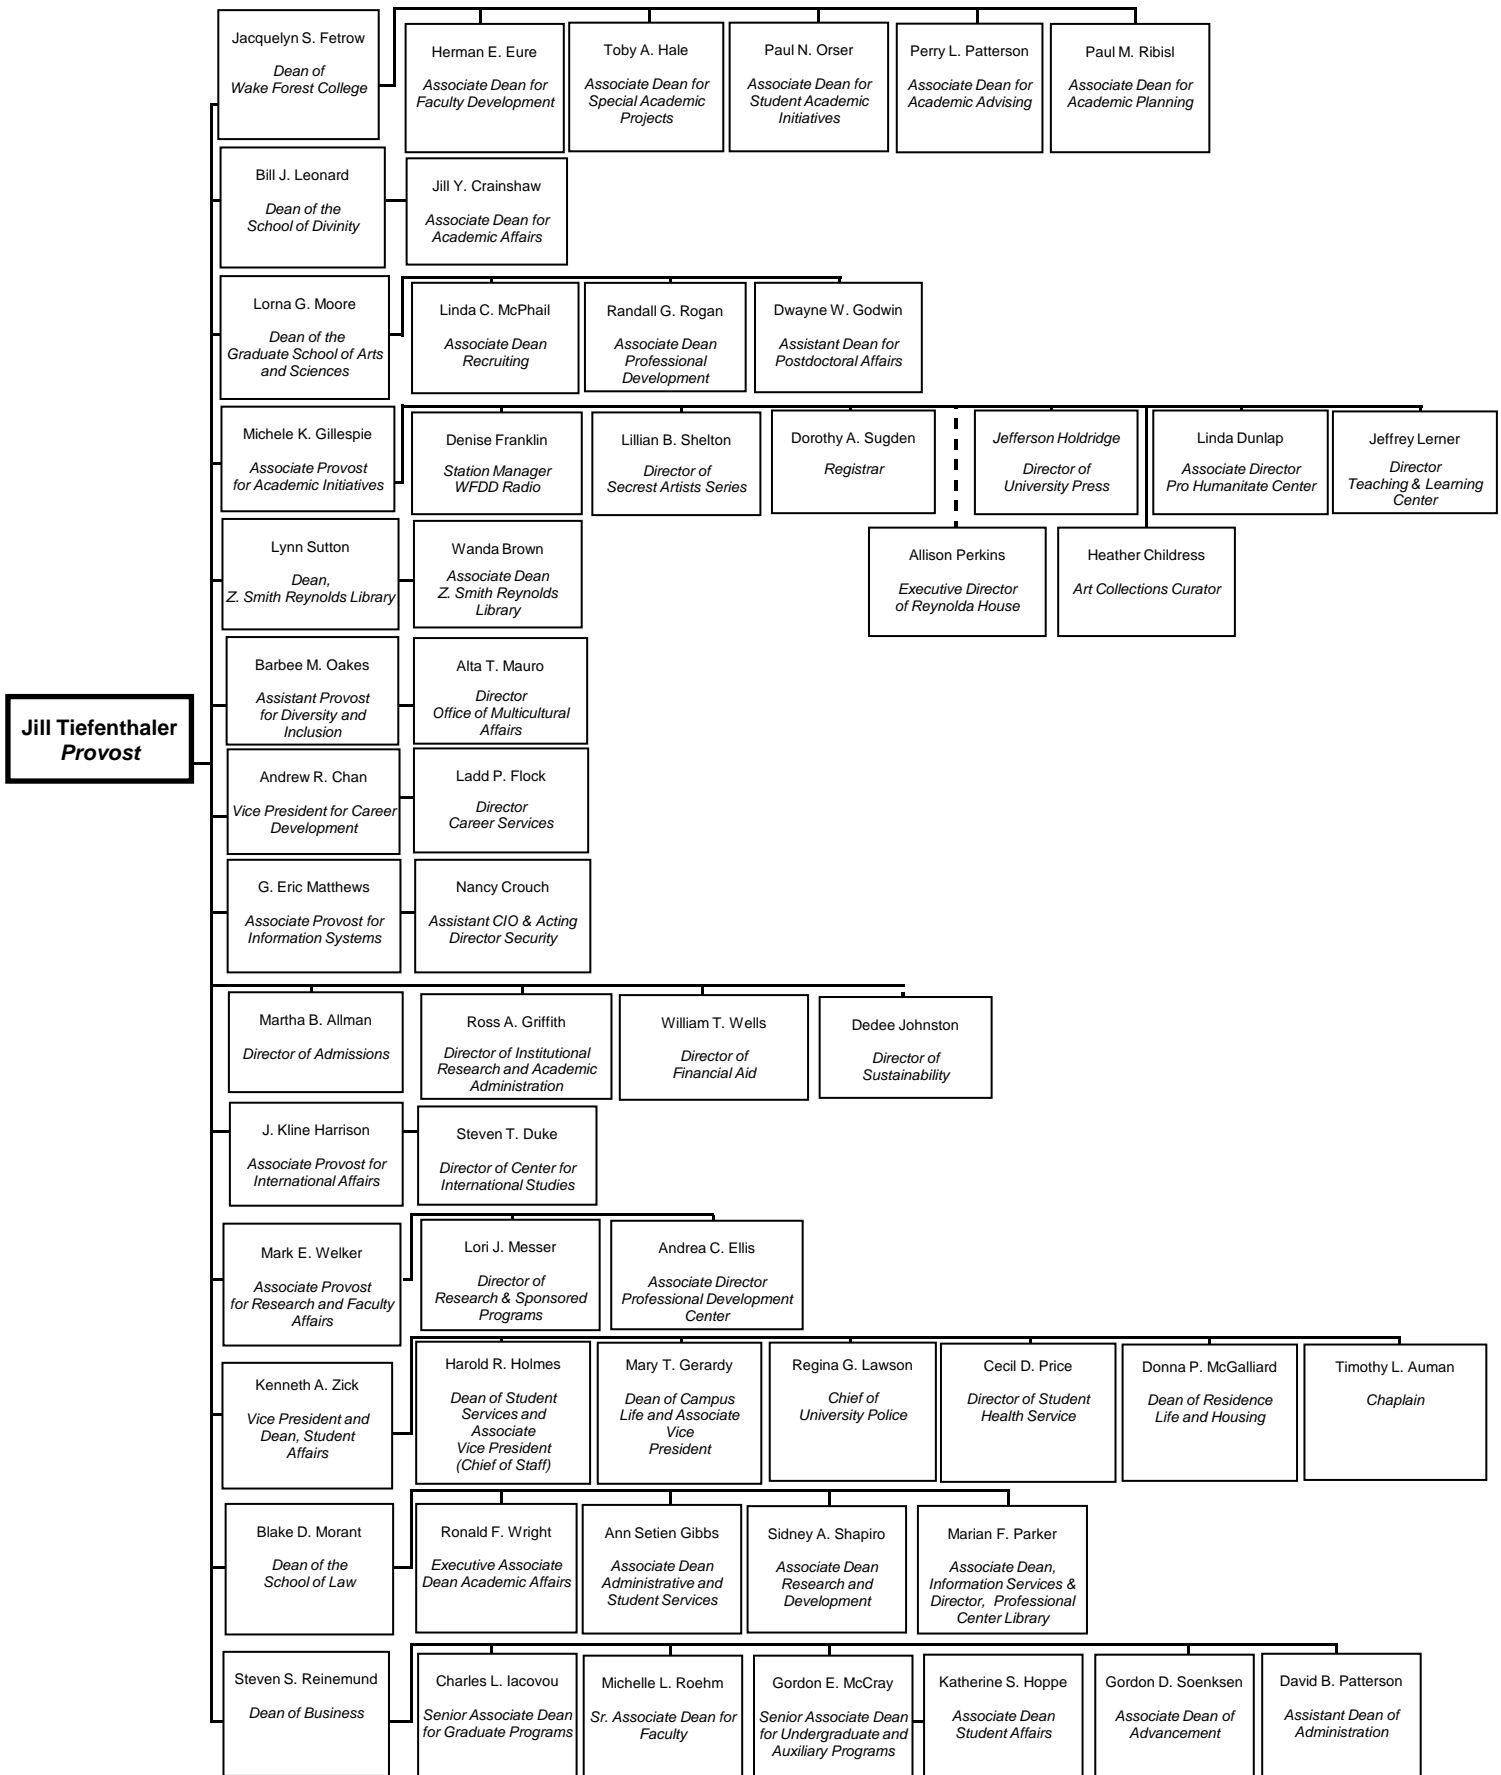 Jacquelyn S. Fetrow
Dean of
Wake Forest College
Herman E. Eure
Associate Dean for
Faculty Development
Toby A. Hale
Associate Dean for
Special Academic
Projects
Paul N. Orser
Associate Dean for
Student Academic
Initiatives
Perry L. Patterson
Associate Dean for
Academic Advising
Paul M. Ribisl
Associate Dean for
Academic Planning
Bill J. Leonard
Dean of the
School of Divinity
Jill Y. Crainshaw
Associate Dean for
Academic Affairs
Lorna G. Moore
Dean of the
Graduate School of Arts
and Sciences
Linda C. McPhail
Associate Dean
Recruiting
Randall G. Rogan
Associate Dean
Professional
Development
Dwayne W. Godwin
Assistant Dean for
Postdoctoral Affairs
Michele K. Gillespie
Associate Provost
for Academic Initiatives
Denise Franklin
Station Manager
WFDD Radio
Lillian B. Shelton
Director of
Secrest Artists Series
Dorothy A. Sugden
Registrar
Jefferson Holdridge
Director of
University Press
Linda Dunlap
Associate Director
Pro Humanitate Center
Jeffrey Lerner
Director
Teaching & Learning
Center
Allison Perkins
Executive Director
of Reynolda House
Heather Childress
Art Collections Curator
Lynn Sutton
Dean,
Z. Smith Reynolds Library
Wanda Brown
Associate Dean
Z. Smith Reynolds
Library
Barbee M. Oakes
Assistant Provost
for Diversity and
Inclusion
Alta T. Mauro
Director
Office of Multicultural
Affairs
Jill Tiefenthaler
Provost
Andrew R. Chan
Vice President for Career
Development
Ladd P. Flock
Director
Career Services
G. Eric Matthews
Associate Provost for
Information Systems
Nancy Crouch
Assistant CIO & Acting
Director Security
Martha B. Allman
Director of Admissions
Ross A. Griffith
Director of Institutional
Research and Academic
Administration
William T. Wells
Director of
Financial Aid
Dedee Johnston
Director of
Sustainability
J. Kline Harrison
Associate Provost for
International Affairs
Steven T. Duke
Director of Center for
International Studies
Mark E. Welker
Associate Provost
for Research and Faculty
Affairs
Lori J. Messer
Director of
Research & Sponsored
Programs
Andrea C. Ellis
Associate Director
Professional Development
Center
Kenneth A. Zick
Vice President and
Dean, Student
Affairs
Harold R. Holmes
Dean of Student
Services and
Associate
Vice President
(Chief of Staff)
Mary T. Gerardy
Dean of Campus
Life and Associate
Vice
President
Regina G. Lawson
Chief of
University Police
Cecil D. Price
Director of Student
Health Service
Donna P. McGalliard
Dean of Residence
Life and Housing
Timothy L. Auman
Chaplain
Blake D. Morant
Dean of the
School of Law
Ronald F. Wright
Executive Associate
Dean Academic Affairs
Ann Setien Gibbs
Associate Dean
Administrative and
Student Services
Sidney A. Shapiro
Associate Dean
Research and
Development
Marian F. Parker
Associate Dean,
Information Services &
Director, Professional
Center Library
Steven S. Reinemund
Dean of Business
Charles L. Iacovou
Senior Associate Dean
for Graduate Programs
Michelle L. Roehm
Sr. Associate Dean for
Faculty
Gordon E. McCray
Senior Associate Dean
for Undergraduate and
Auxiliary Programs
Katherine S. Hoppe
Associate Dean
Student Affairs
Gordon D. Soenksen
Associate Dean of
Advancement
David B. Patterson
Assistant Dean of
Administration